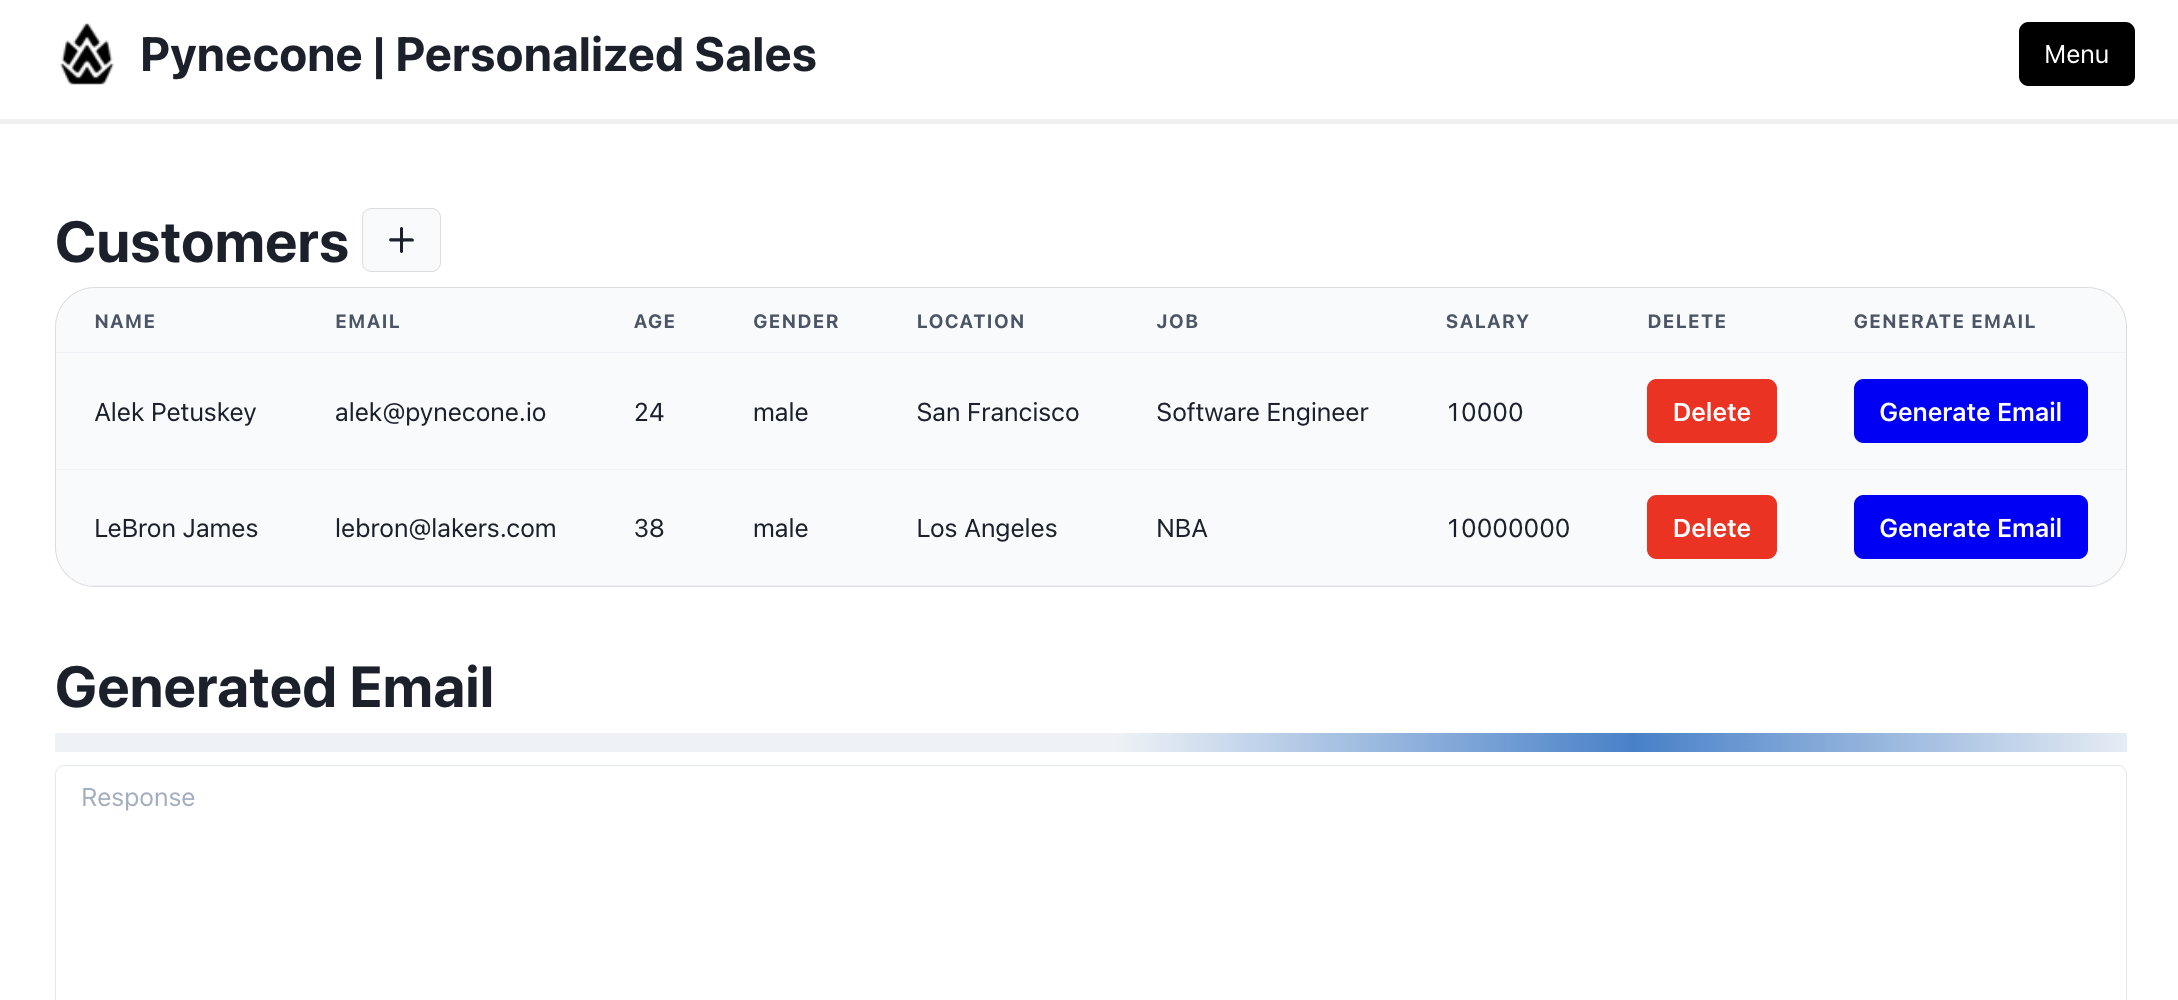 Pynecone | Personalized Sales
Menu
Customers +
NAME EMAIL AGE GENDER LOCATION JOB SALARY DELETE GENERATE EMAIL
Alek Petuskey alek@pynecone.io 24 male San Francisco Software Engineer 10000 Delete Generate Email
LeBron James lebron@lakers.com 38 male Los Angeles NBA 10000000 Delete Generate Email
Generated Email
Response